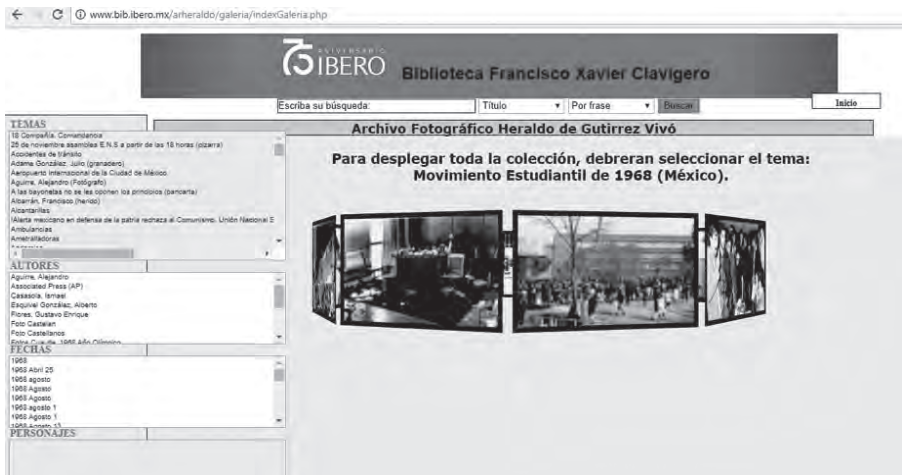 www.bib.ibero.mx/arheraldo/galeria/indexGaleria.php
75 ANIVERSARIO IBERO
Biblioteca Francisco Xavier Clavigero
Escriba su búsqueda: Título Por frase Buscar
Inicio
Archivo Fotográfico Heraldo de Gutirrez Vivó
Para desplegar toda la colección, debreran seleccionar el tema:
Movimiento Estudiantil de 1968 (México).
TEMAS
18 Compañía. Comandancia
25 de noviembre asamblea E.N.S a partir de las 18 horas (pizarra)
Accidentes de tránsito
Adame González, Julio (granadero)
Aeropuerto Internacional de la Ciudad de México.
Aguirre, Alejandro (Fotógrafo)
A las bayonetas no se les oponen los principios (pancarta)
Albarrán, Francisco (herido)
Alcantarillas
!Alerta mexicano en defensa de la patria rechaza al Comunismo. Unión Nacional S
Ambulancias
Ametralladoras
AUTORES
Aguirre, Alejandro
Associated Press (AP)
Casasola, Ismael
Esquivel González, Alberto
Flores, Gustavo Enrique
Foto Castelan
Foto Castellanos
FECHAS
1968
1968 Abril 25
1968 agosto
1968 Agosto
1968 Agosto
1968 agosto 1
1968 Agosto 1
1968 Agosto 13
PERSONAJES